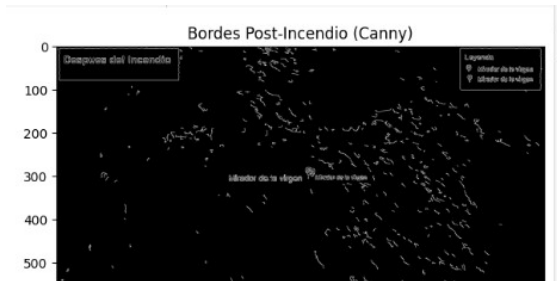 Bordes Post-Incendio (Canny)
0
Despues del Incendio
Leyenda
Mirador de la virgen
Mirador de la virgen
100
200
Mirador de la virgen
Mirador de la virgen
300
400
500